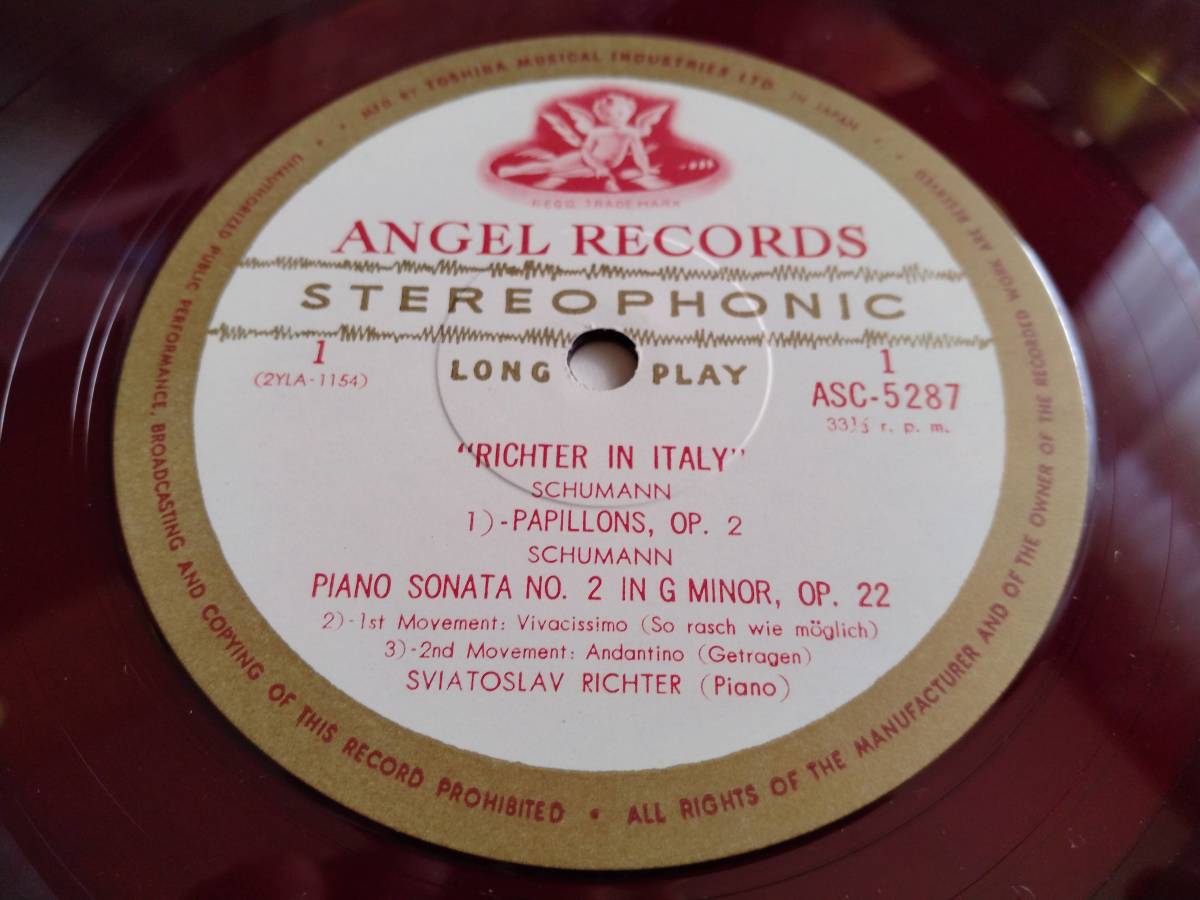 MFG. BY TOSHIBA MUSICAL INDUSTRIES LTD. IN JAPAN
REGD. TRADE MARK
ANGEL RECORDS
STEREOPHONIC
LONG PLAY
1
(2YLA-1154)
1
ASC-5287
33⅓ r. p. m.
"RICHTER IN ITALY"
SCHUMANN
1)-PAPILLONS, OP. 2
SCHUMANN
PIANO SONATA NO. 2 IN G MINOR, OP. 22
2)-1st Movement: Vivacissimo (So rasch wie möglich)
3)-2nd Movement: Andantino (Getragen)
SVIATOSLAV RICHTER (Piano)
UNAUTHORIZED PUBLIC PERFORMANCE, BROADCASTING AND COPYING OF THIS RECORD PROHIBITED • ALL RIGHTS OF THE MANUFACTURER AND OF THE OWNER OF THE RECORDED WORK ARE RESERVED